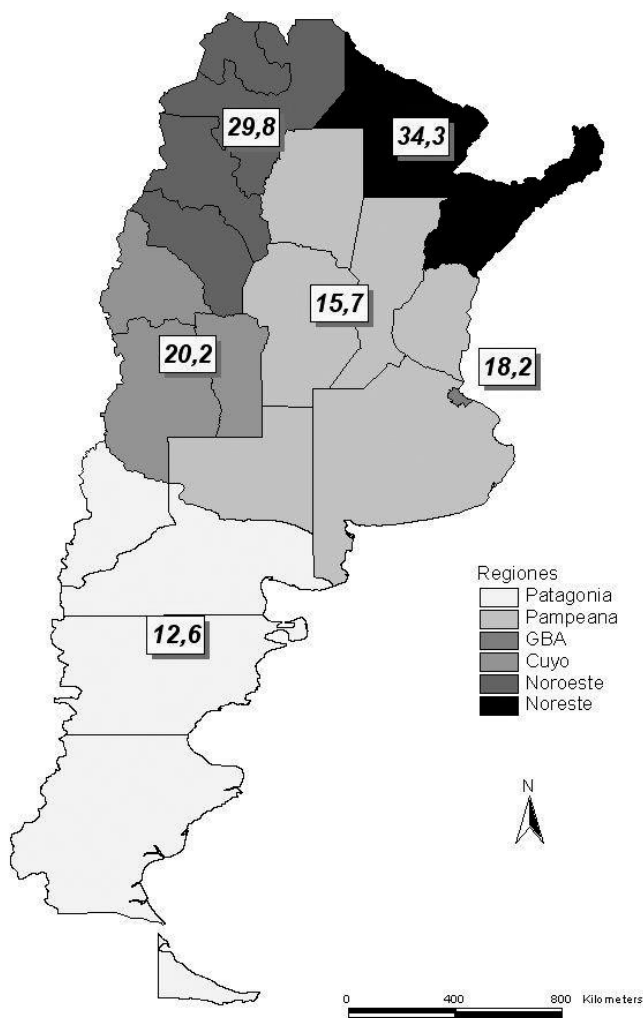 29,8
34,3
15,7
20,2
18,2
12,6
Regiones
Patagonia
Pampeana
GBA
Cuyo
Noroeste
Noreste
N
0 400 800 Kilometers